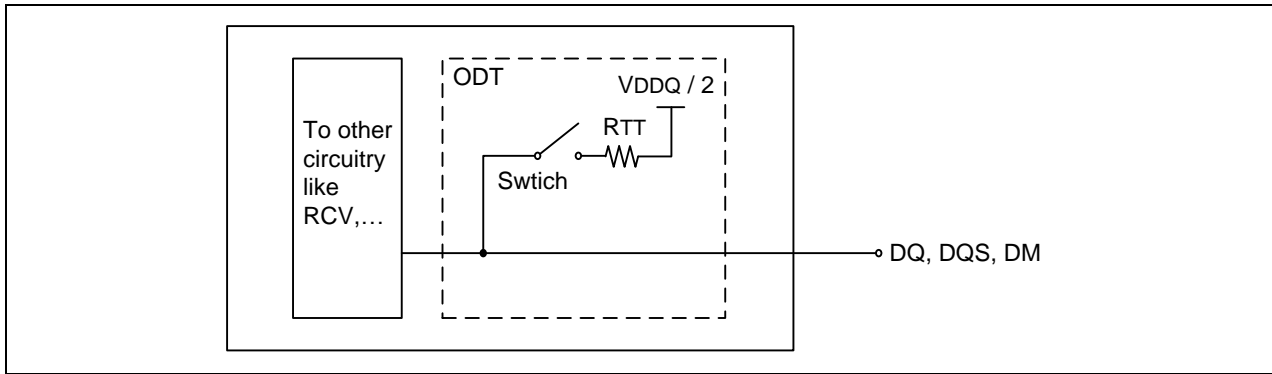 ODT
VDDQ / 2
To other
circuitry
like
RCV,…
RTT
Swtich
DQ, DQS, DM